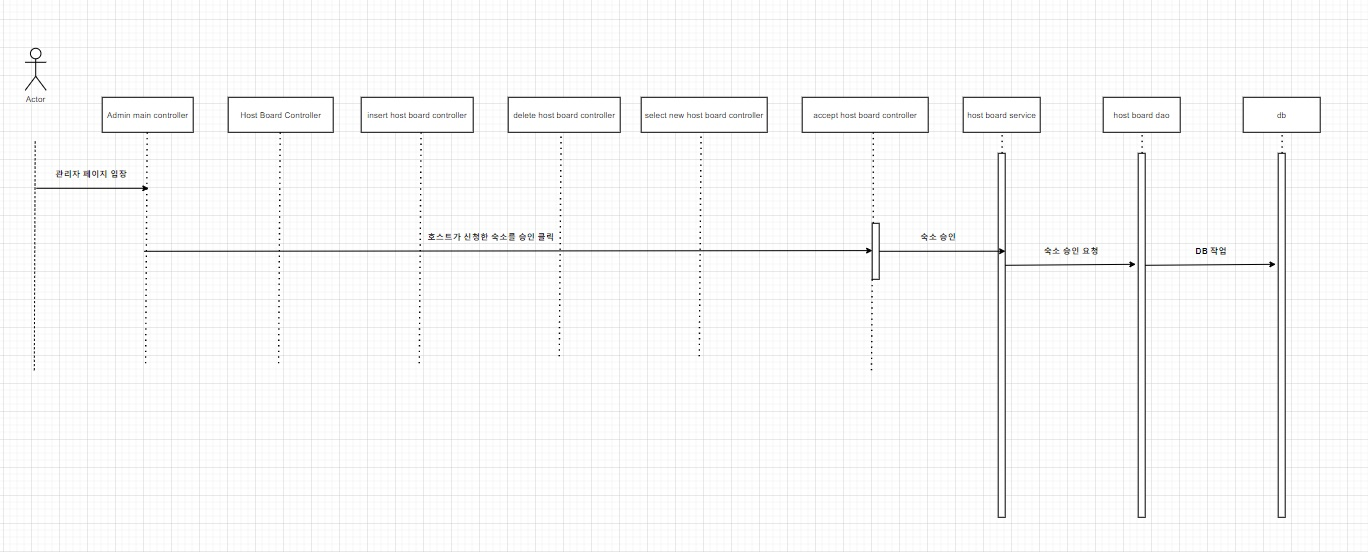 Actor
Admin main controller
Host Board Controller
insert host board controller
delete host board controller
select new host board controller
accept host board controller
host board service
host board dao
db
관리자 페이지 입장
호스트가 신청한 숙소를 승인 클릭
숙소 승인
숙소 승인 요청
DB 작업